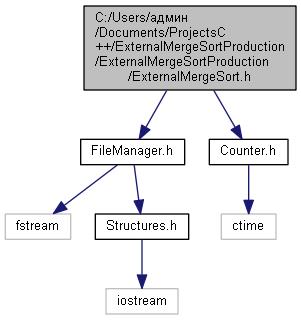 C:/Users/админ
/Documents/ProjectsC
++/ExternalMergeSortProduction
/ExternalMergeSortProduction
/ExternalMergeSort.h
FileManager.h
Counter.h
fstream
Structures.h
ctime
iostream